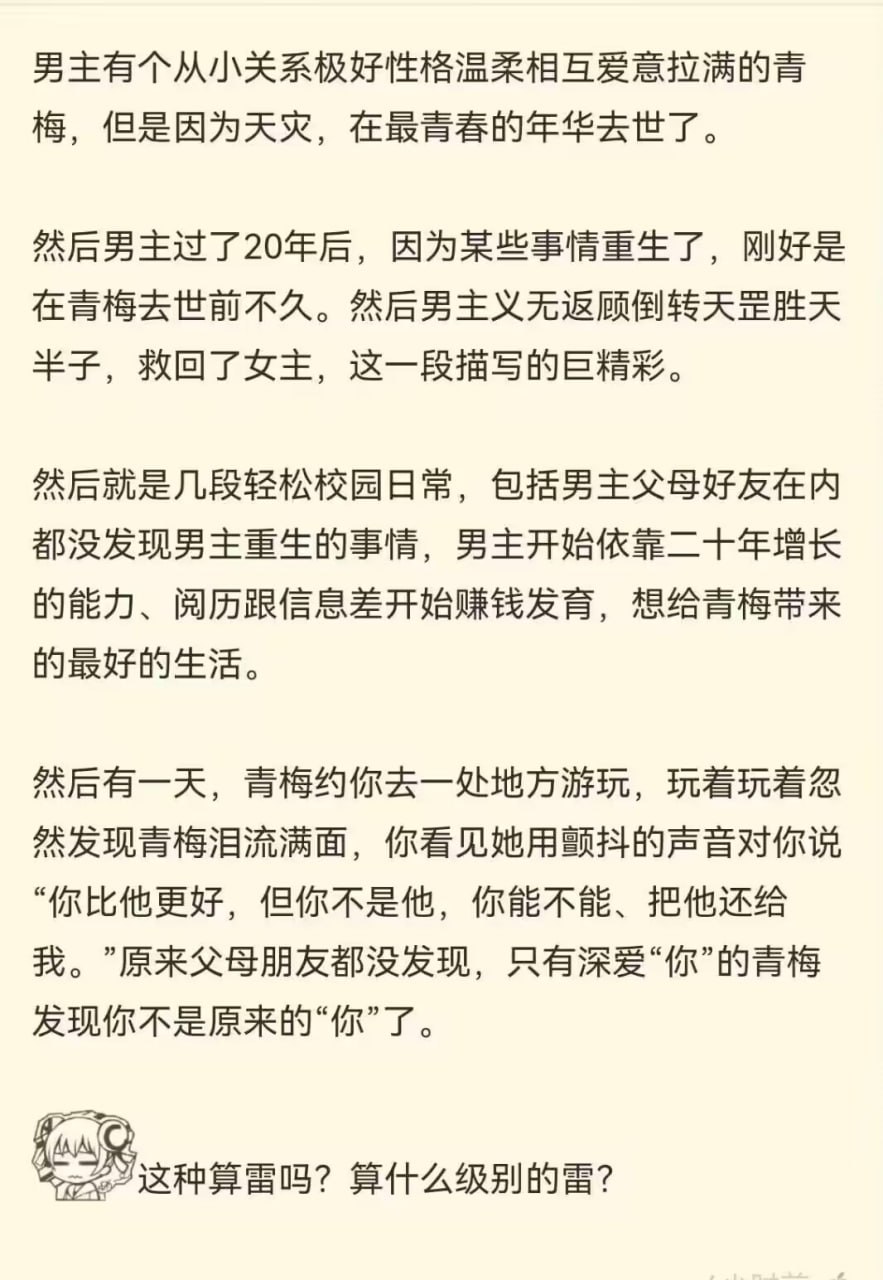 男主有个从小关系极好性格温柔相互爱意拉满的青
梅，但是因为天灾，在最青春的年华去世了。
然后男主过了20年后，因为某些事情重生了，刚好是
在青梅去世前不久。然后男主义无返顾倒转天罡胜天
半子，救回了女主，这一段描写的巨精彩。
然后就是几段轻松校园日常，包括男主父母好友在内
都没发现男主重生的事情，男主开始依靠二十年增长
的能力、阅历跟信息差开始赚钱发育，想给青梅带来
的最好的生活。
然后有一天，青梅约你去一处地方游玩，玩着玩着忽
然发现青梅泪流满面，你看见她用颤抖的声音对你说
“你比他更好，但你不是他，你能不能、把他还给
我。”原来父母朋友都没发现，只有深爱“你”的青梅
发现你不是原来的“你”了。
这种算雷吗？算什么级别的雷？